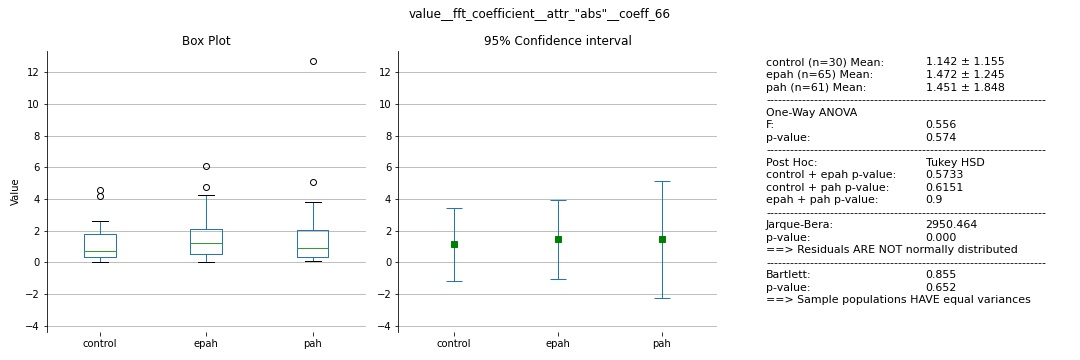 value__fft_coefficient__attr_"abs"__coeff_66
Box Plot
95% Confidence interval
Value
12
10
8
6
4
2
0
−2
−4
control
epah
pah
12
10
8
6
4
2
0
−2
−4
control
epah
pah
control (n=30) Mean: 1.142 ± 1.155
epah (n=65) Mean: 1.472 ± 1.245
pah (n=61) Mean: 1.451 ± 1.848
One-Way ANOVA
F: 0.556
p-value: 0.574
Post Hoc: Tukey HSD
control + epah p-value: 0.5733
control + pah p-value: 0.6151
epah + pah p-value: 0.9
Jarque-Bera: 2950.464
p-value: 0.000
==> Residuals ARE NOT normally distributed
Bartlett: 0.855
p-value: 0.652
==> Sample populations HAVE equal variances